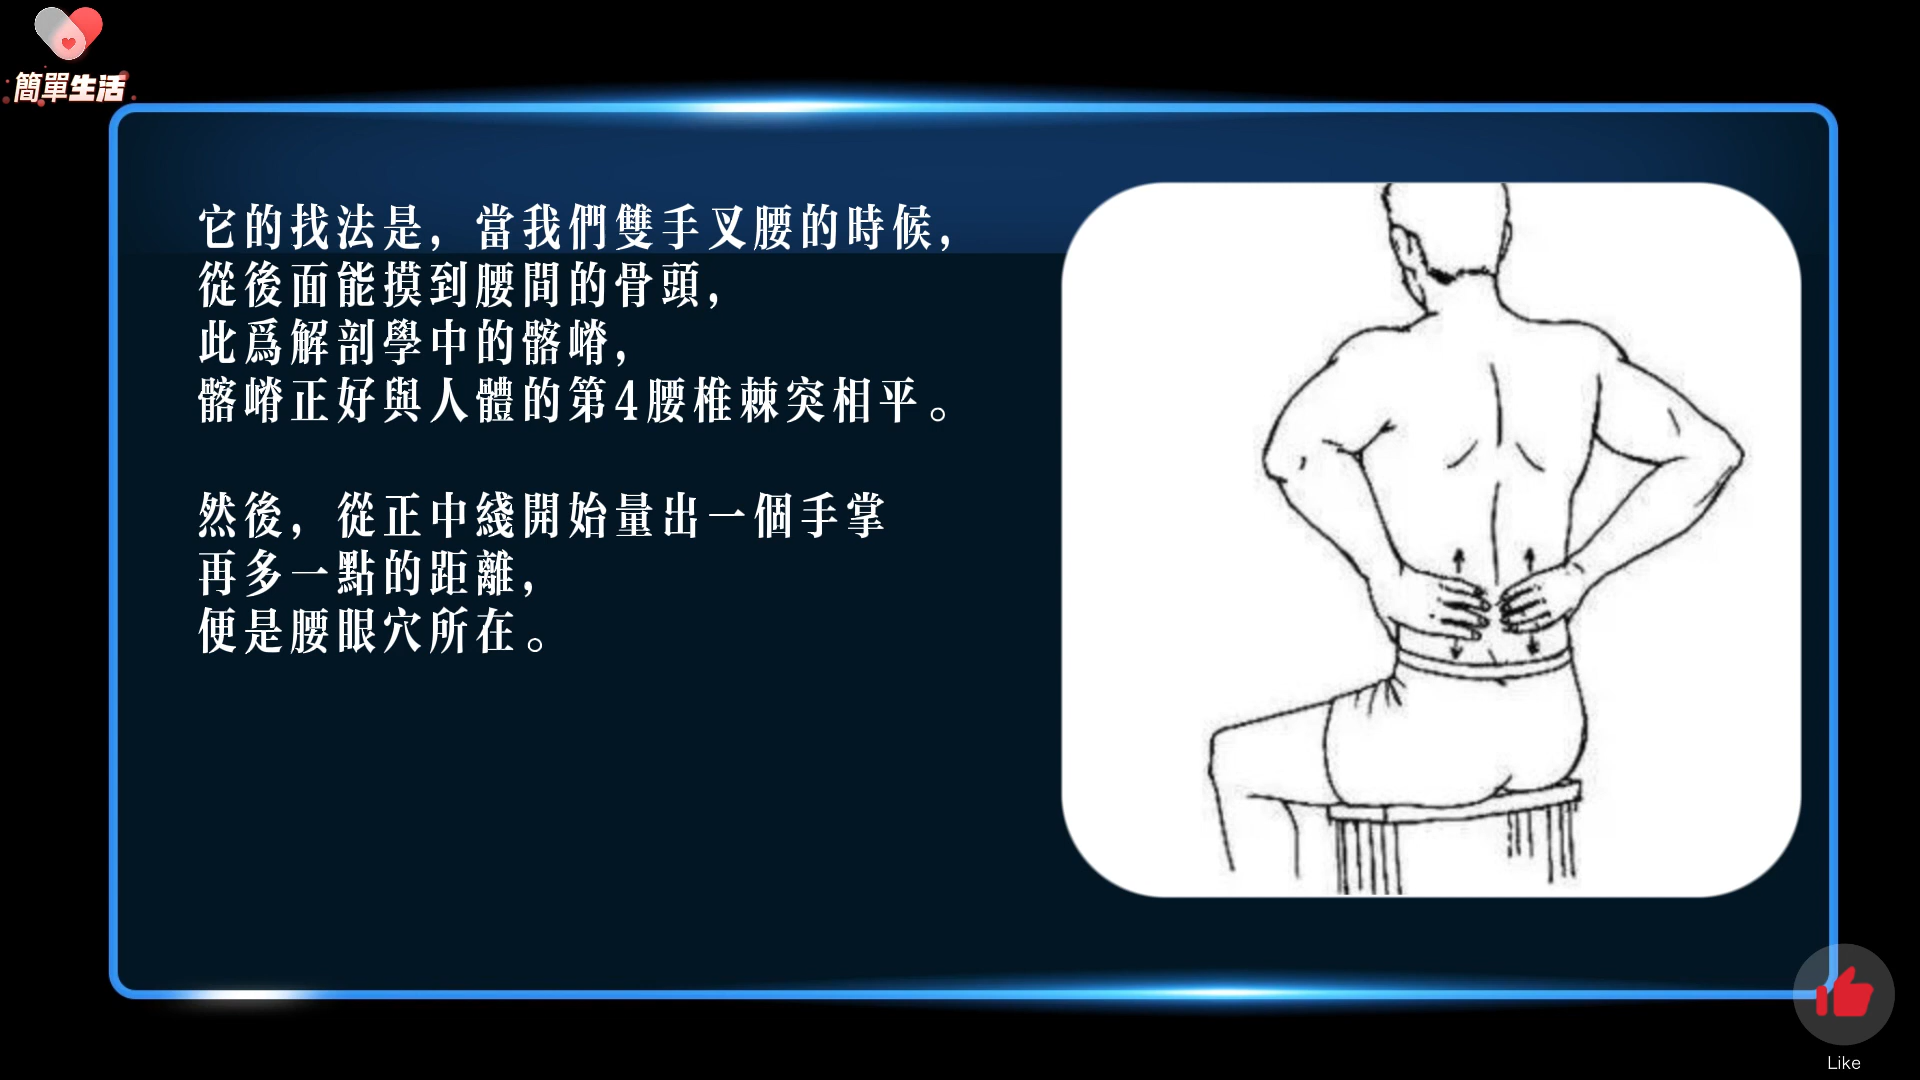 簡單生活
它的找法是，當我們雙手叉腰的時候，
從後面能摸到腰間的骨頭，
此爲解剖學中的髂嵴，
髂嵴正好與人體的第4腰椎棘突相平。
然後，從正中綫開始量出一個手掌
再多一點的距離，
便是腰眼穴所在。
Like